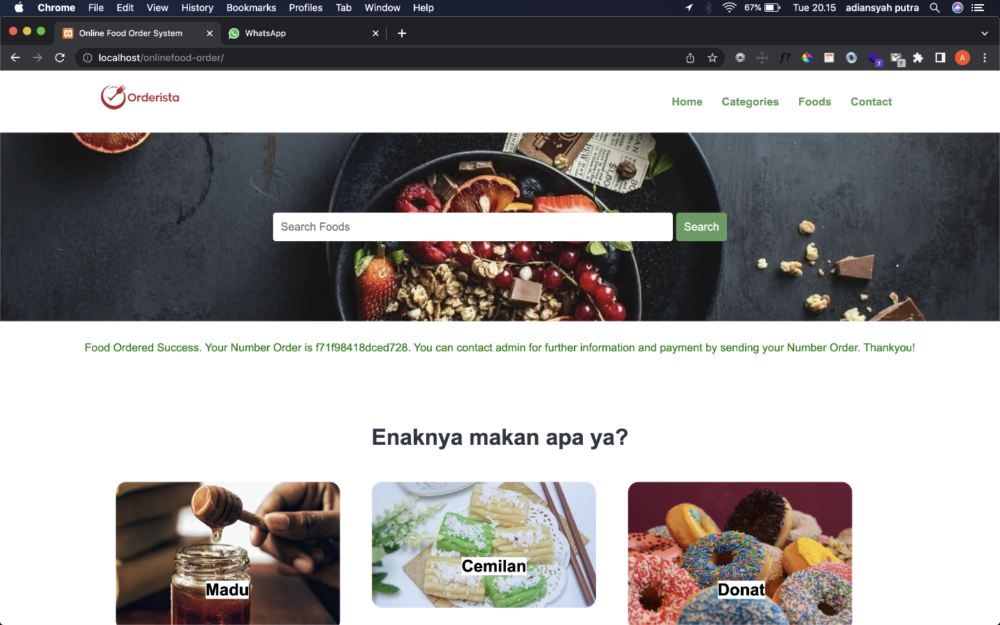 Chrome File Edit View History Bookmarks Profiles Tab Window Help 67% Tue 20.15 adiansyah putra
Online Food Order System WhatsApp
localhost/onlinefood-order/ f? 7 ? A
Orderista Home Categories Foods Contact
Search Foods Search
Food Ordered Success. Your Number Order is f71f98418dced728. You can contact admin for further information and payment by sending your Number Order. Thankyou!
Enaknya makan apa ya?
Madu Cemilan Donat